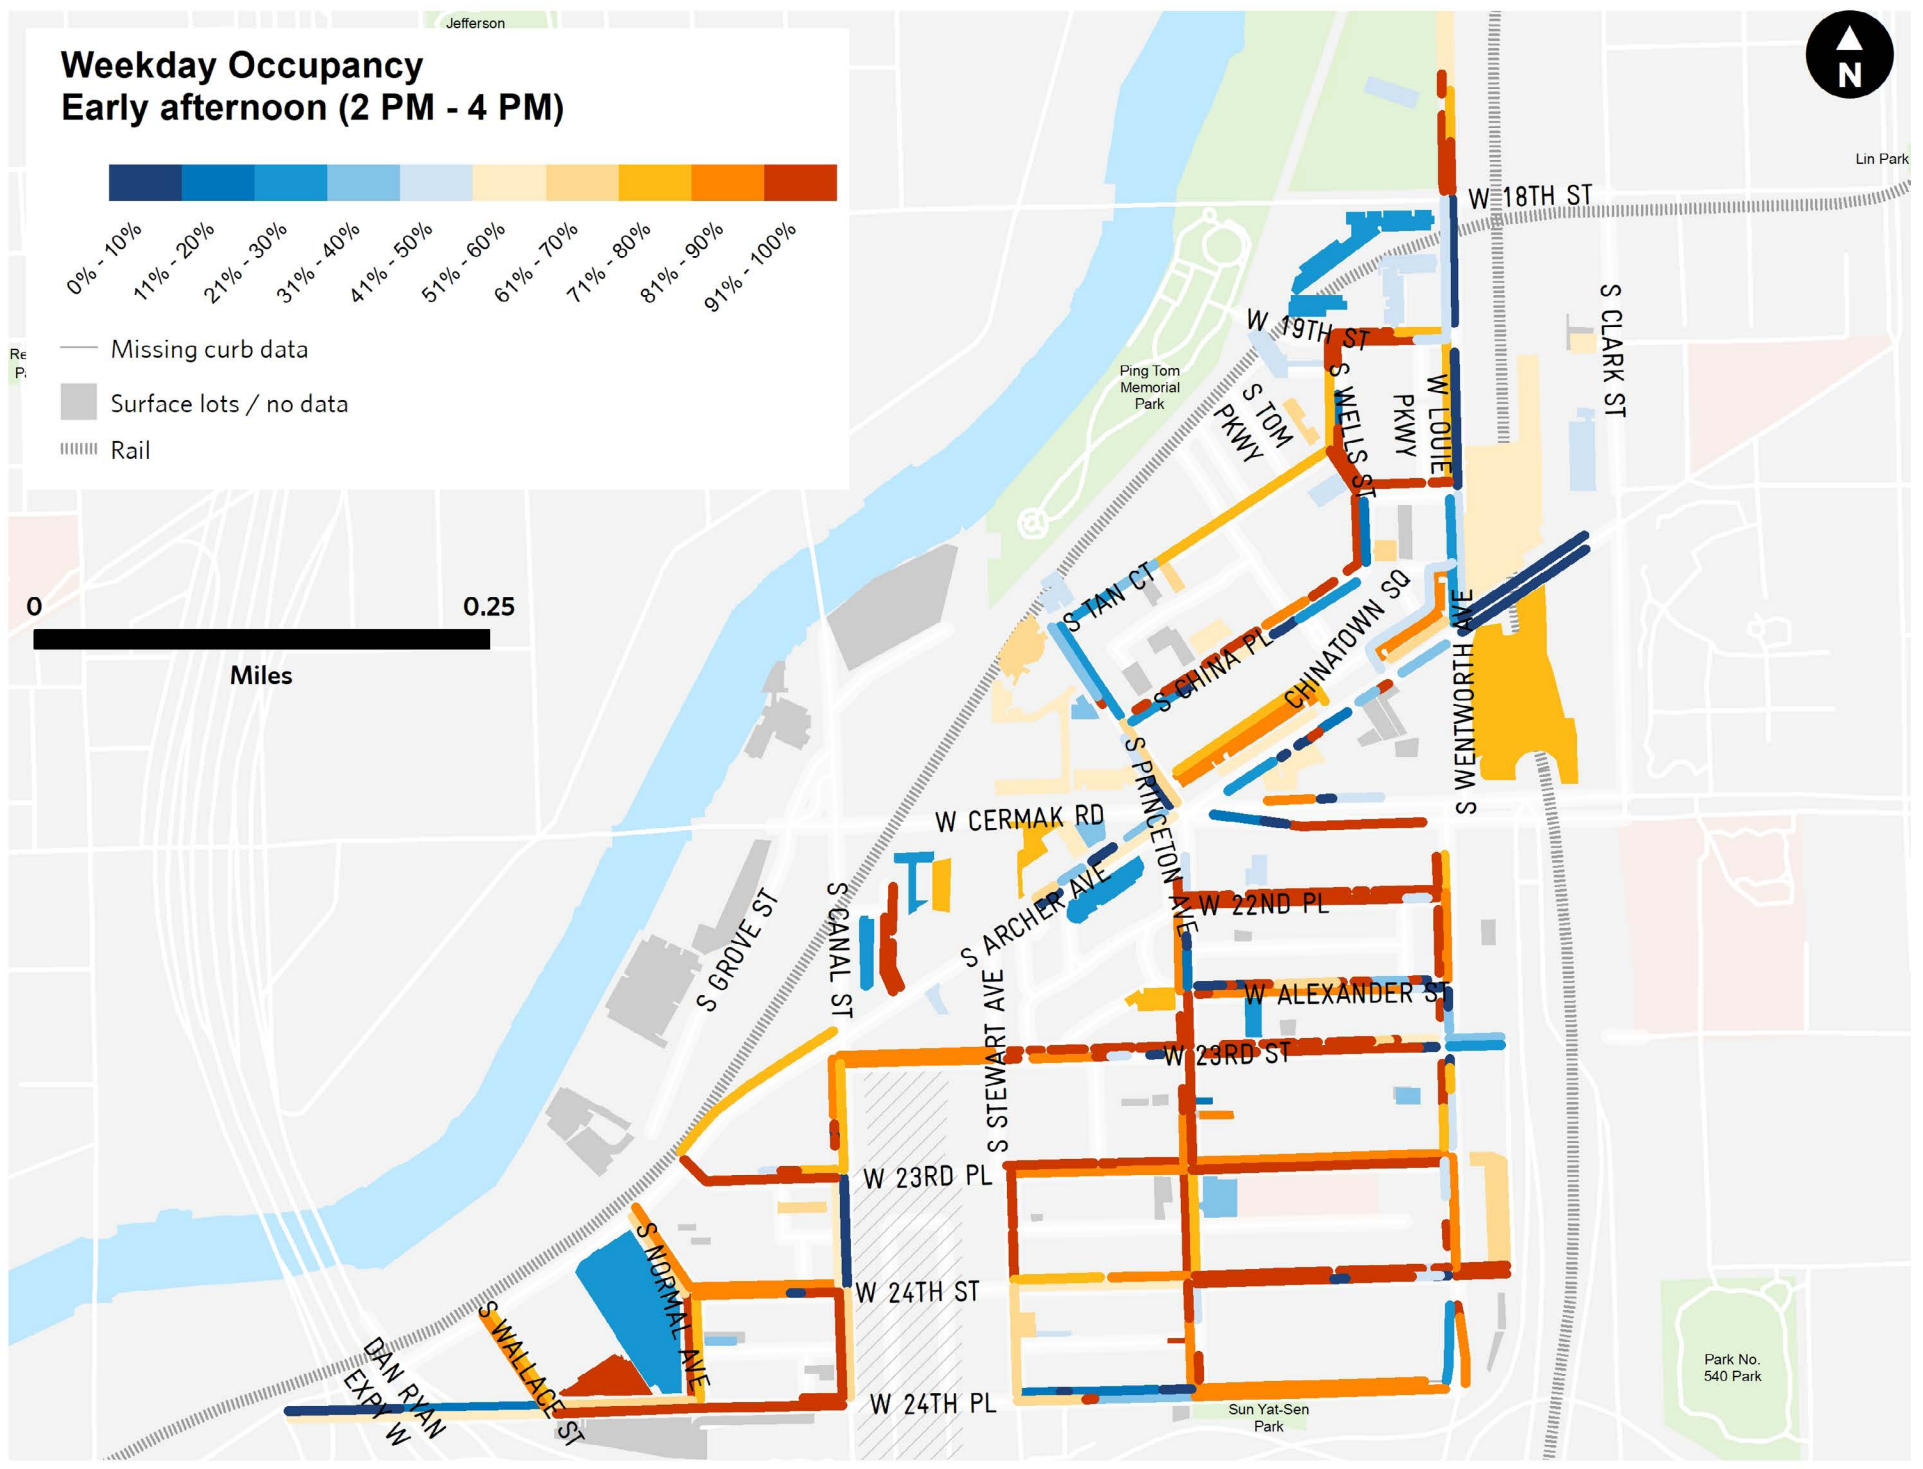 Jefferson
Weekday Occupancy
Early afternoon (2 PM - 4 PM)
0% - 10%
11% - 20%
21% - 30%
31% - 40%
41% - 50%
51% - 60%
61% - 70%
71% - 80%
81% - 90%
91% - 100%
Missing curb data
Surface lots / no data
Rail
N
Lin Park
Re
P
W 18TH ST
S CLARK ST
W 19TH ST
Ping Tom
Memorial
Park
S TOM
PKWY
S WELLS ST
W LOUIE
PKWY
0
0.25
Miles
S TAN CT
S CHINA PL
CHINATOWN SQ
S WENTWORTH AVE
S PRINCETON AVE
W CERMAK RD
S ARCHER AVE
S GROVE ST
S CANAL ST
W 22ND PL
W ALEXANDER ST
S STEWART AVE
W 23RD ST
W 23RD PL
S NORMAL AVE
W 24TH ST
S WALLACE ST
DAN RYAN
EXPY W
W 24TH PL
Sun Yat-Sen
Park
Park No.
540 Park